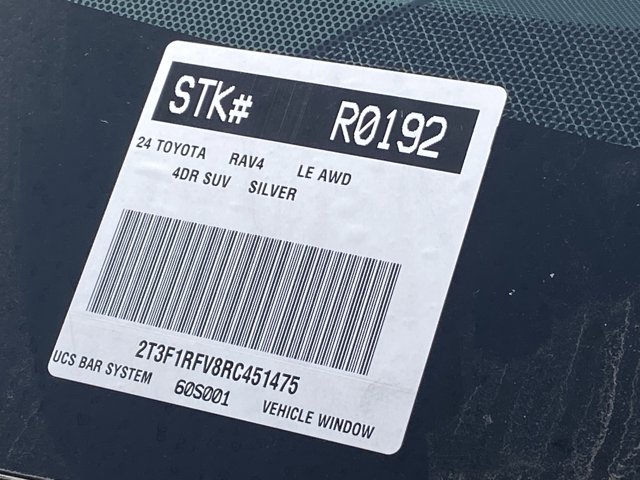 STK# R0192
24 TOYOTA RAV4 LE AWD
4DR SUV SILVER
2T3F1RFV8RC451475
UCS BAR SYSTEM 60S001 VEHICLE WINDOW